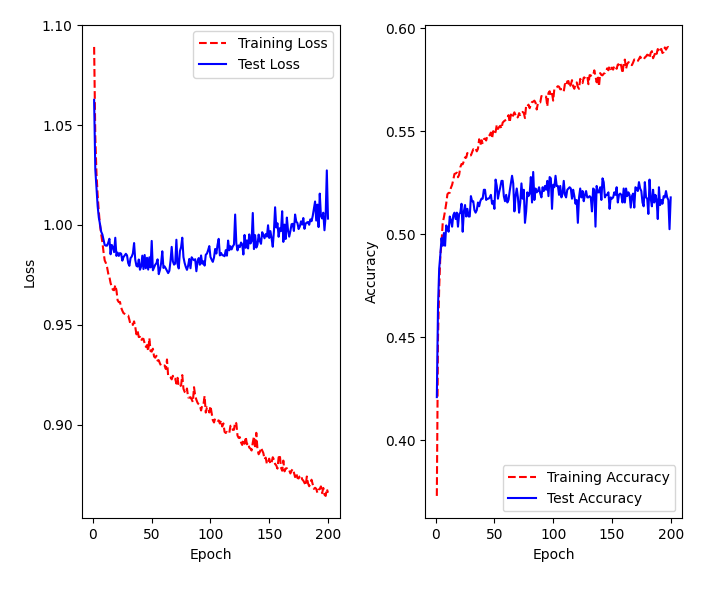 1.10
1.05
1.00
0.95
0.90
Loss
0
50
100
150
200
Epoch
Training Loss
Test Loss
0.60
0.55
0.50
0.45
0.40
Accuracy
0
50
100
150
200
Epoch
Training Accuracy
Test Accuracy